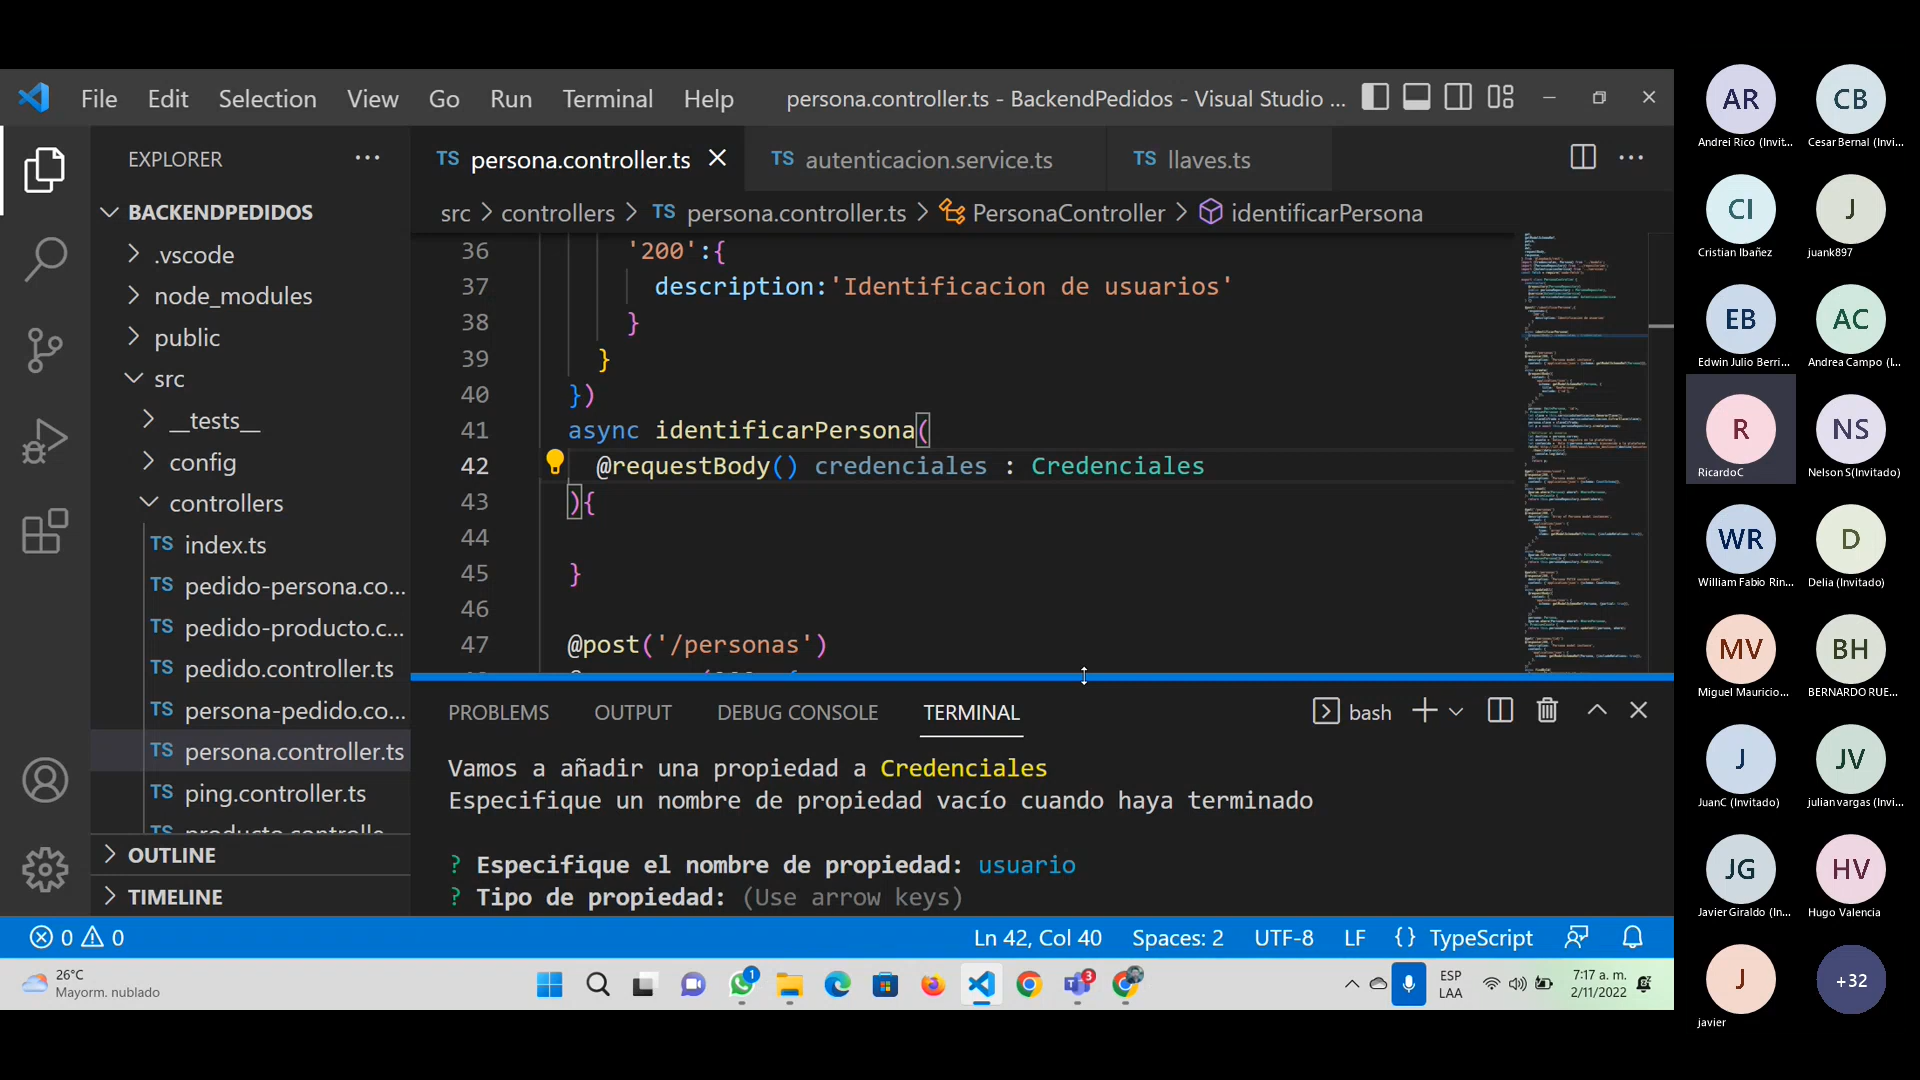 File Edit Selection View Go Run Terminal Help persona.controller.ts - BackendPedidos - Visual Studio ...
EXPLORER
BACKENDPEDIDOS
.vscode
node_modules
public
src
__tests__
config
controllers
TS index.ts
TS pedido-persona.co...
TS pedido-producto.c...
TS pedido.controller.ts
TS persona-pedido.co...
TS persona.controller.ts
TS ping.controller.ts
OUTLINE
TIMELINE
TS persona.controller.ts TS autenticacion.service.ts TS llaves.ts
src > controllers > TS persona.controller.ts > PersonaController > identificarPersona
36 '200':{
37 description:'Identificacion de usuarios'
38 }
39 }
40 })
41 async identificarPersona(
42 @requestBody() credenciales : Credenciales
43 ){
44
45 }
46
47 @post('/personas')
PROBLEMS OUTPUT DEBUG CONSOLE TERMINAL bash
Vamos a añadir una propiedad a Credenciales
Especifique un nombre de propiedad vacío cuando haya terminado
? Especifique el nombre de propiedad: usuario
? Tipo de propiedad: (Use arrow keys)
0 0 Ln 42, Col 40 Spaces: 2 UTF-8 LF {} TypeScript
26°C
Mayorm. nublado
1
3
ESP
LAA
7:17 a. m.
2/11/2022
AR CB
Andrei Rico (Invit... Cesar Bernal (Invi...
CI J
Cristian Ibañez juank897
EB AC
Edwin Julio Berri... Andrea Campo (I...
R NS
RicardoC Nelson S(Invitado)
WR D
William Fabio Rin... Delia (Invitado)
MV BH
Miguel Mauricio... BERNARDO RUE...
J JV
JuanC (Invitado) julian vargas (Invi...
JG HV
Javier Giraldo (In... Hugo Valencia
J +32
javier